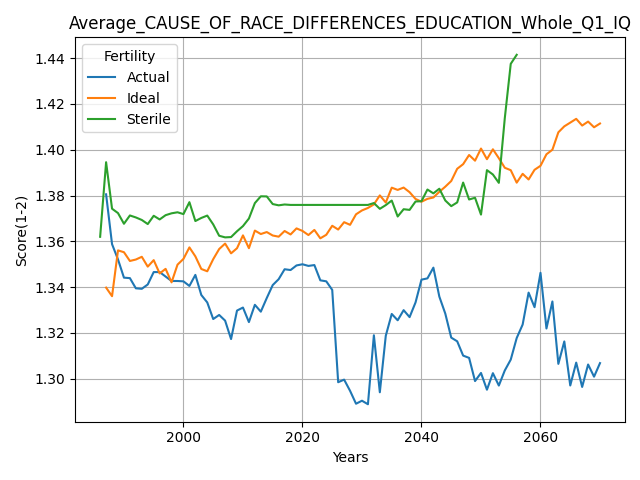 Average_CAUSE_OF_RACE_DIFFERENCES_EDUCATION_Whole_Q1_IQ
Fertility
Actual
Ideal
Sterile
1.44
1.42
1.40
1.38
1.36
1.34
1.32
1.30
Score(1-2)
2000
2020
2040
2060
Years